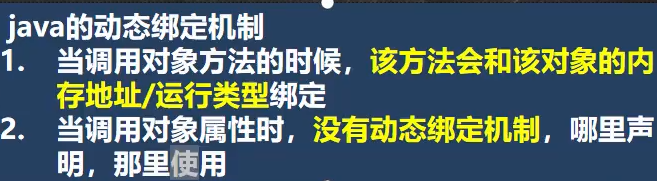 java的动态绑定机制
1. 当调用对象方法的时候，该方法会和该对象的内
存地址/运行类型绑定
2. 当调用对象属性时，没有动态绑定机制，哪里声
明，那里使用